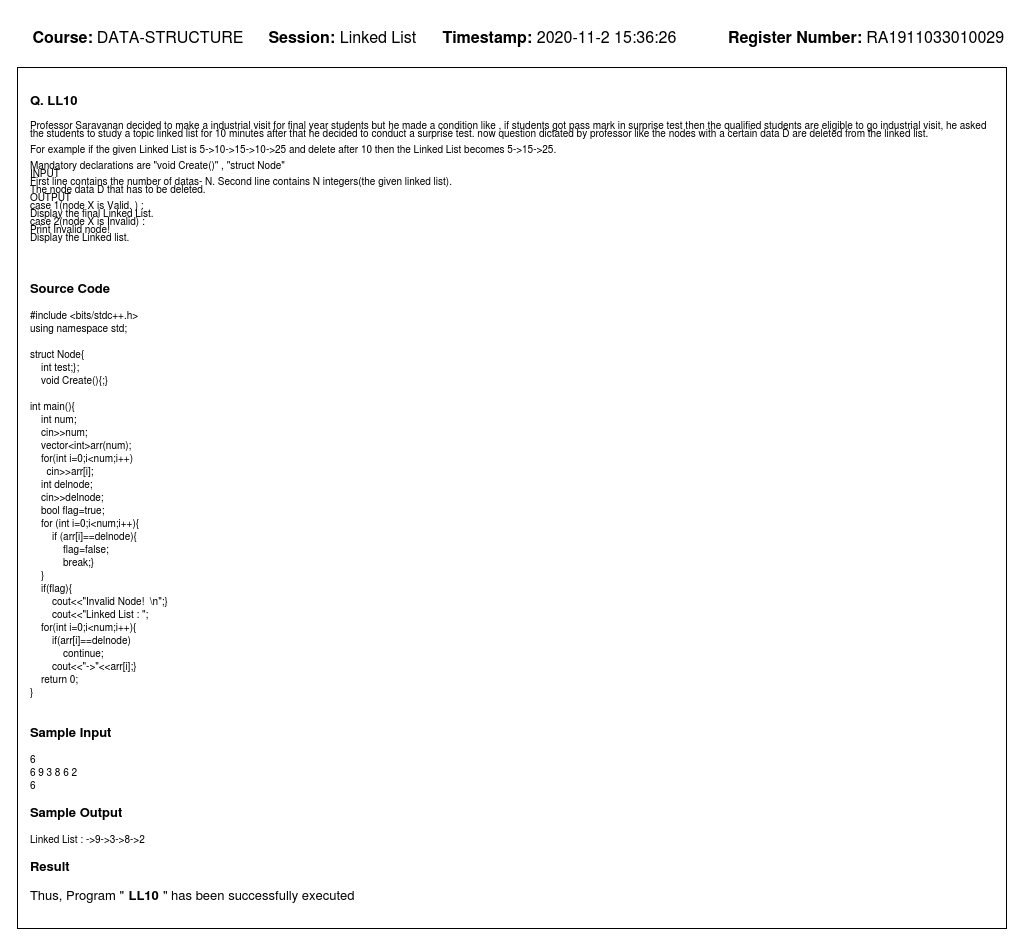 Course: DATA-STRUCTURE Session: Linked List Timestamp: 2020-11-2 15:36:26 Register Number: RA1911033010029
Q. LL10
Professor Saravanan decided to make a industrial visit for final year students but he made a condition like , if students got pass mark in surprise test then the qualified students are eligible to go industrial visit, he asked
the students to study a topic linked list for 10 minutes after that he decided to conduct a surprise test. now question dictated by professor like the nodes with a certain data D are deleted from the linked list.
For example if the given Linked List is 5->10->15->10->25 and delete after 10 then the Linked List becomes 5->15->25.
Mandatory declarations are "void Create()" , "struct Node"
INPUT
First line contains the number of datas- N. Second line contains N integers(the given linked list).
The node data D that has to be deleted.
OUTPUT
case 1(node X is Valid. ) :
Display the final Linked List.
case 2(node X is Invalid) :
Print Invalid node!
Display the Linked list.
Source Code
#include <bits/stdc++.h>
using namespace std;
struct Node{
    int test;};
    void Create(){;}
int main(){
    int num;
    cin>>num;
    vector<int>arr(num);
    for(int i=0;i<num;i++)
      cin>>arr[i];
    int delnode;
    cin>>delnode;
    bool flag=true;
    for (int i=0;i<num;i++){
        if (arr[i]==delnode){
            flag=false;
            break;}
    }
    if(flag){
        cout<<"Invalid Node!  \n";}
        cout<<"Linked List : ";
    for(int i=0;i<num;i++){
        if(arr[i]==delnode)
            continue;
        cout<<"->"<<arr[i];}
    return 0;
}
Sample Input
6
6 9 3 8 6 2
6
Sample Output
Linked List : ->9->3->8->2
Result
Thus, Program " LL10 " has been successfully executed